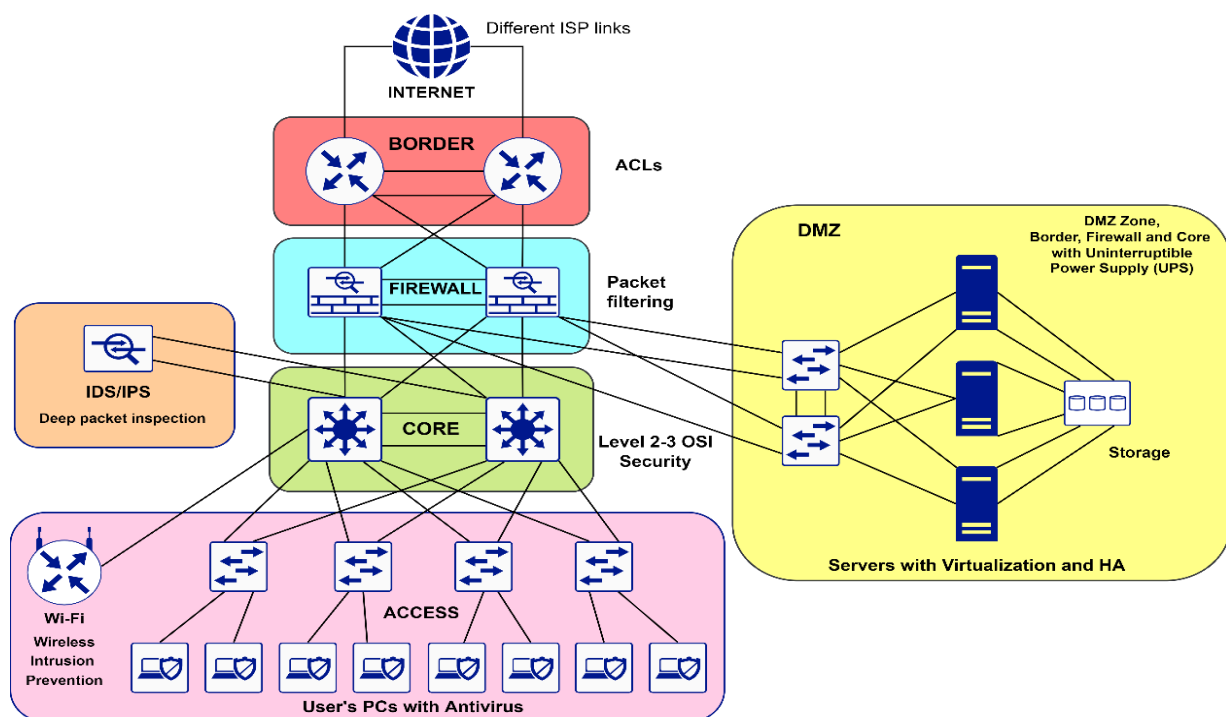 Different ISP links
INTERNET
BORDER
ACLs
FIREWALL
Packet
filtering
IDS/IPS
Deep packet inspection
CORE
Level 2-3 OSI
Security
DMZ
DMZ Zone,
Border, Firewall and Core
with Uninterruptible
Power Supply (UPS)
Storage
Servers with Virtualization and HA
Wi-Fi
Wireless
Intrusion
Prevention
ACCESS
User's PCs with Antivirus